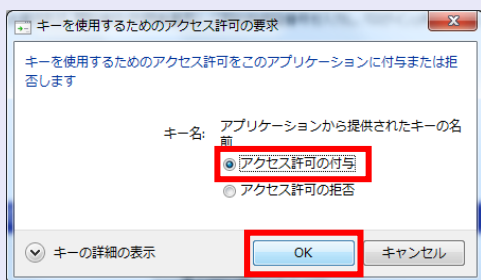 キーを使用するためのアクセス許可の要求
キーを使用するためのアクセス許可をこのアプリケーションに付与または拒
否します
キー名: アプリケーションから提供されたキーの名
前
アクセス許可の付与
アクセス許可の拒否
キーの詳細の表示 OK キャンセル